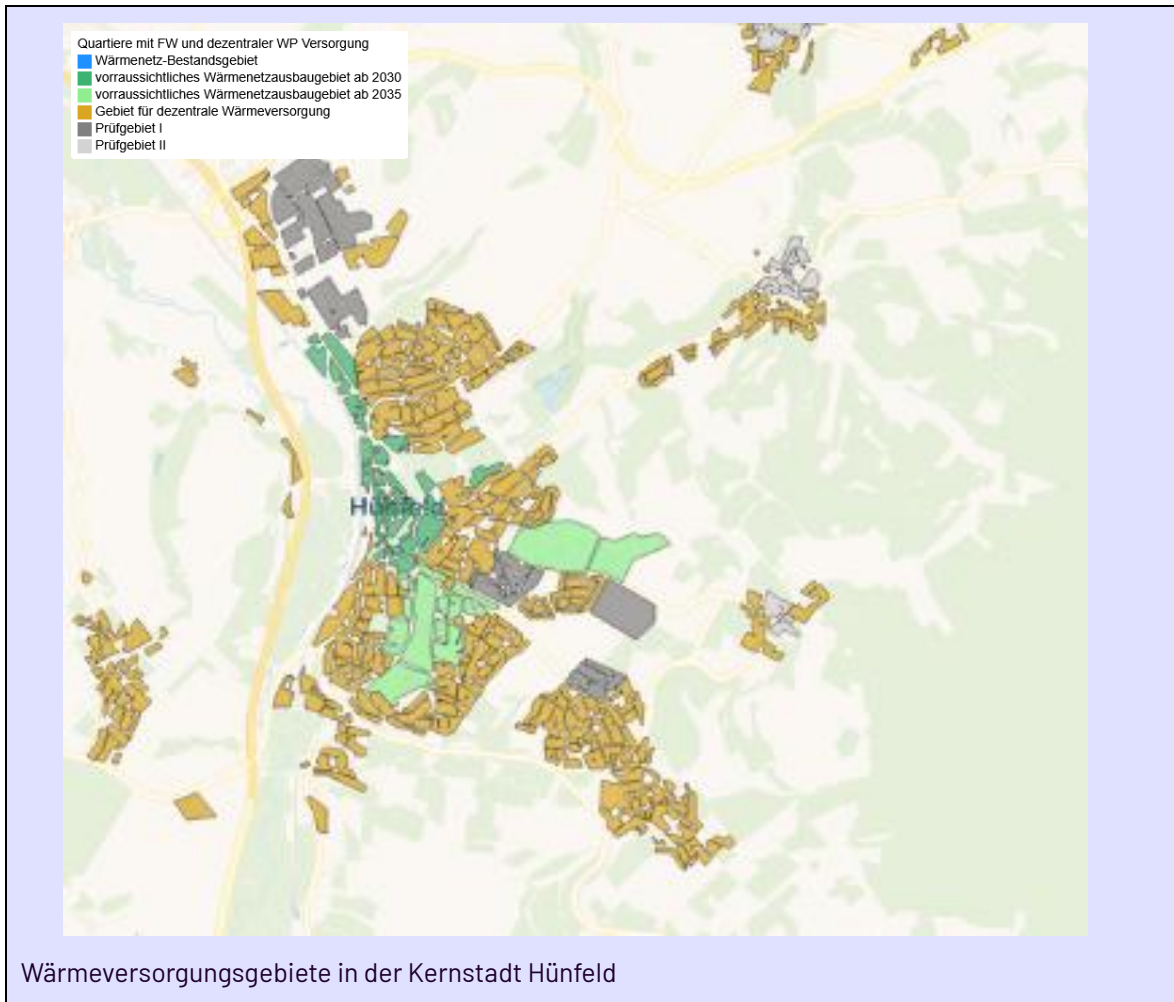 Quartiere mit FW und dezentraler WP Versorgung
Wärmenetz-Bestandsgebiet
vorraussichtliches Wärmenetzausbaugebiet ab 2030
vorraussichtliches Wärmenetzausbaugebiet ab 2035
Gebiet für dezentrale Wärmeversorgung
Prüfgebiet I
Prüfgebiet II
Hünfeld
Wärmeversorgungsgebiete in der Kernstadt Hünfeld